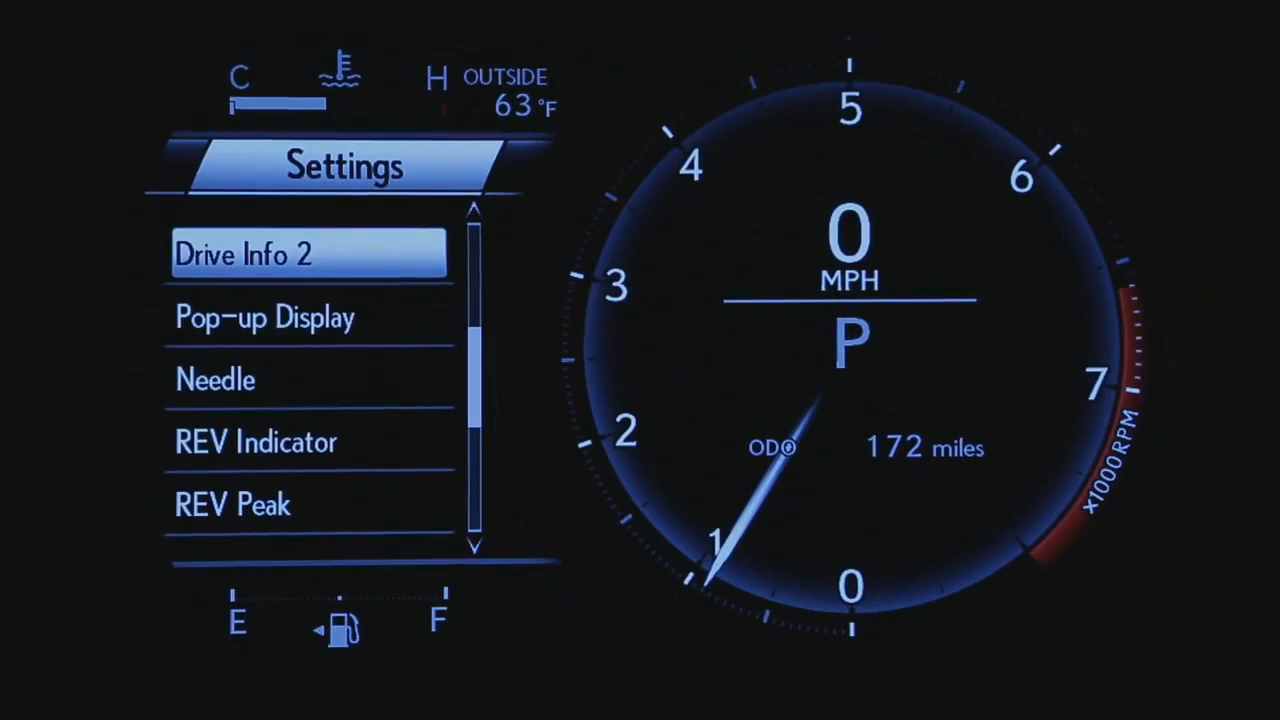 C H OUTSIDE
63 °F
Settings
Drive Info 2
Pop-up Display
Needle
REV Indicator
REV Peak
E F
5
4 6
0
MPH
3
P
7
2
ODO 172 miles
x1000RPM
1
0